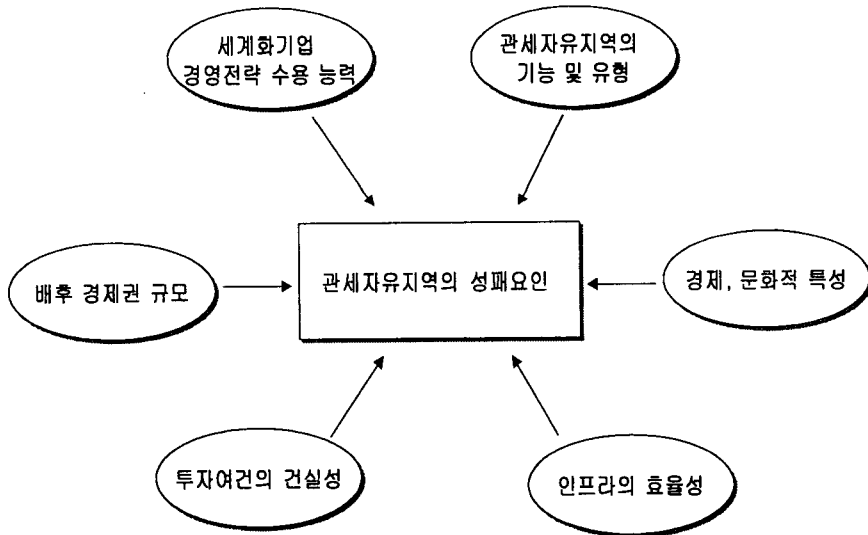 세계화기업
경영전략 수용 능력
관세자유지역의
기능 및 유형
배후 경제권 규모
관세자유지역의 성패요인
경제, 문화적 특성
투자여건의 건실성
인프라의 효율성